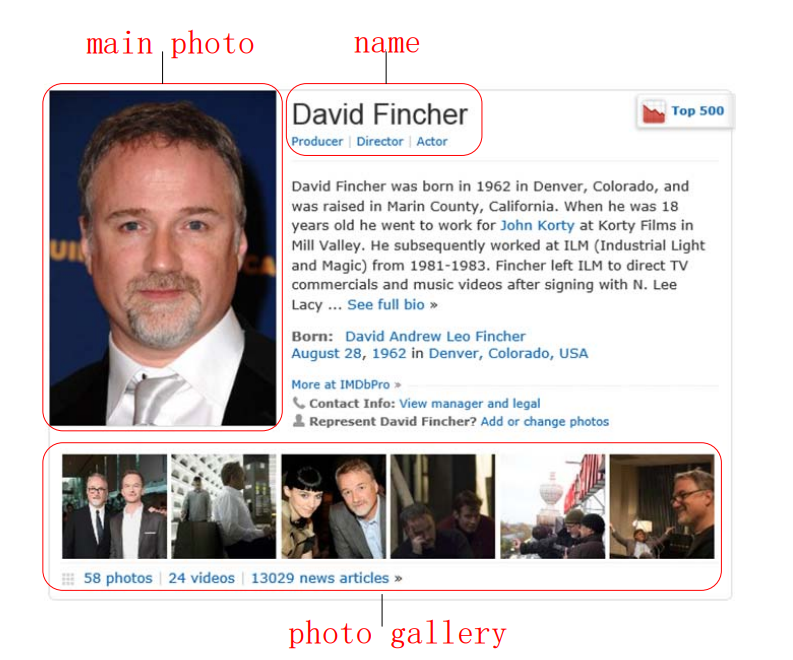 main photo
name
David Fincher
Producer | Director | Actor
Top 500
David Fincher was born in 1962 in Denver, Colorado, and
was raised in Marin County, California. When he was 18
years old he went to work for John Korty at Korty Films in
Mill Valley. He subsequently worked at ILM (Industrial Light
and Magic) from 1981-1983. Fincher left ILM to direct TV
commercials and music videos after signing with N. Lee
Lacy ... See full bio »
Born: David Andrew Leo Fincher
August 28, 1962 in Denver, Colorado, USA
More at IMDbPro »
Contact Info: View manager and legal
Represent David Fincher? Add or change photos
58 photos | 24 videos | 13029 news articles »
photo gallery